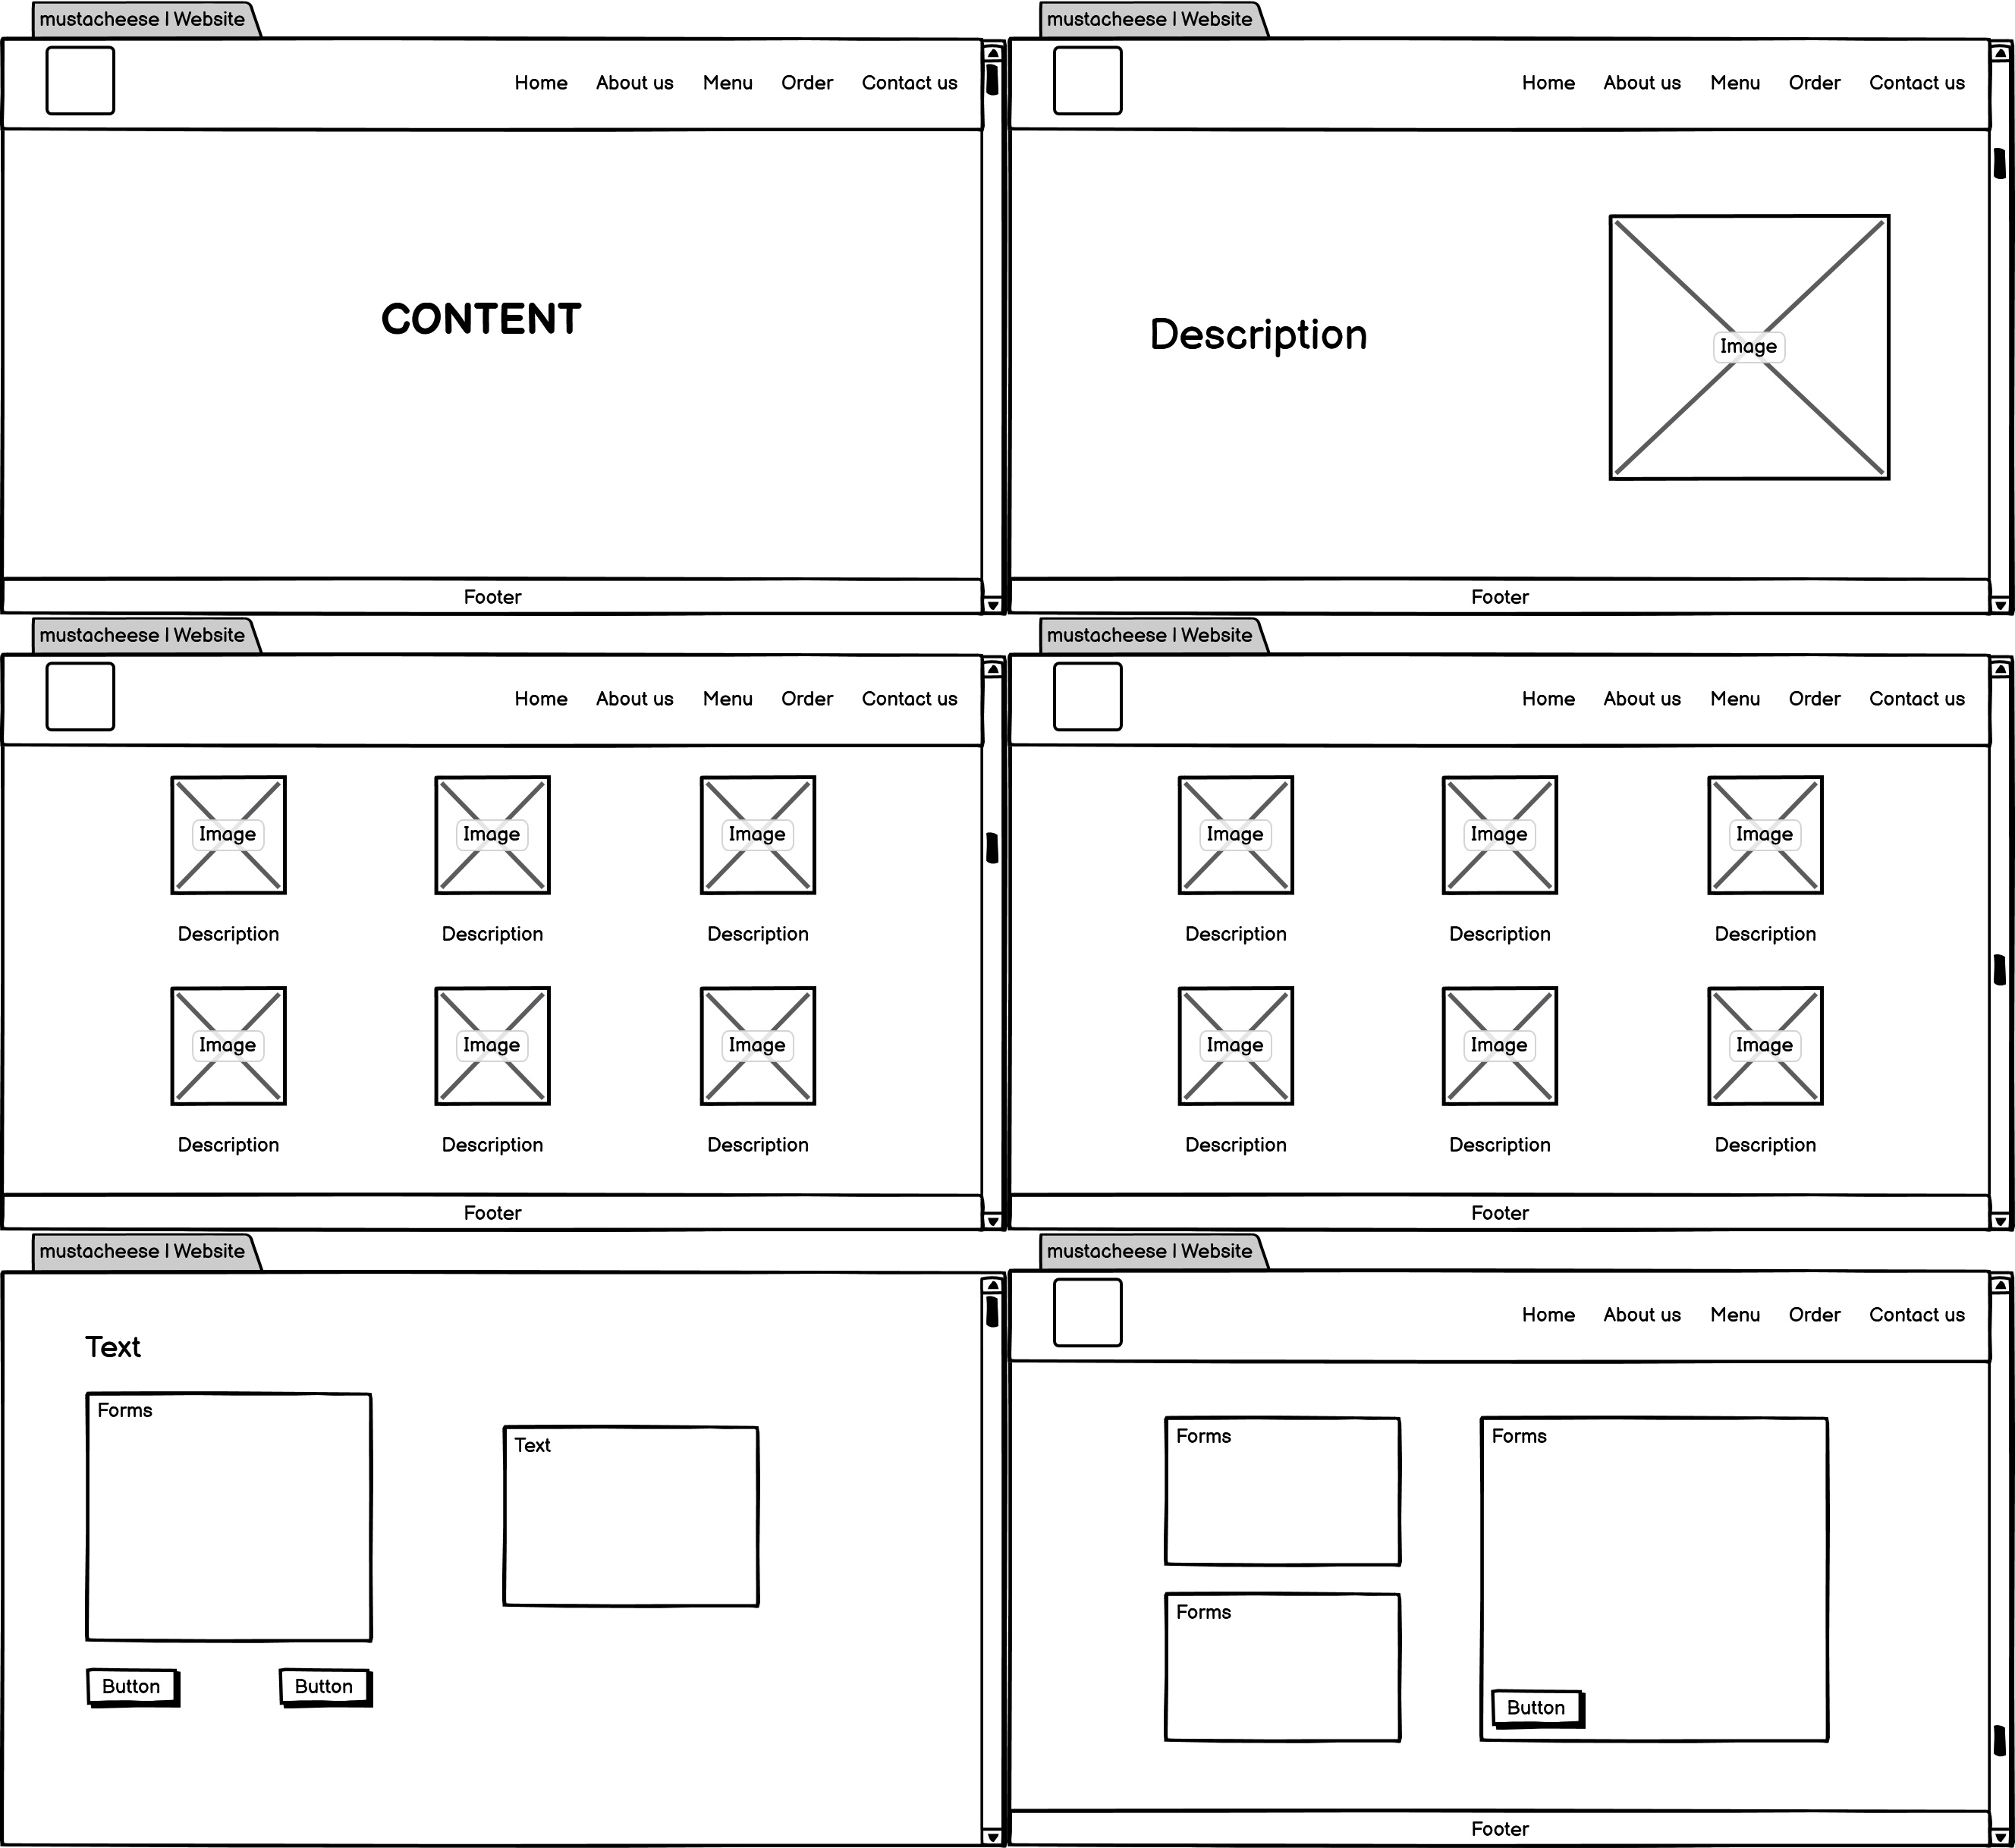 mustacheese | Website
Home About us Menu Order Contact us
CONTENT
Footer
mustacheese | Website
Home About us Menu Order Contact us
Description
Image
Footer
mustacheese | Website
Home About us Menu Order Contact us
Image Image Image
Description Description Description
Image Image Image
Description Description Description
Footer
mustacheese | Website
Home About us Menu Order Contact us
Image Image Image
Description Description Description
Image Image Image
Description Description Description
Footer
mustacheese | Website
Text
Forms
Text
Button Button
mustacheese | Website
Home About us Menu Order Contact us
Forms
Forms
Forms
Button
Footer